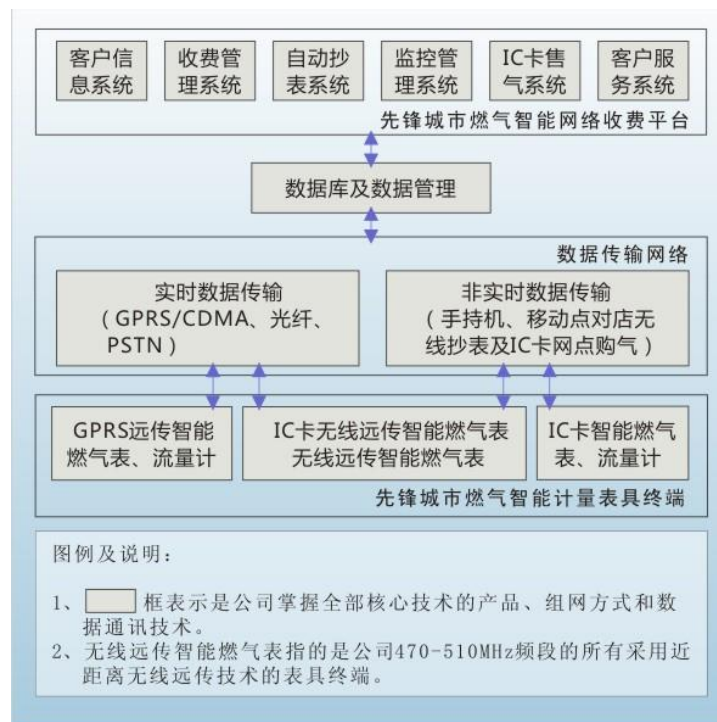 客户信
息系统
收费管
理系统
自动抄
表系统
监控管
理系统
IC卡售
气系统
客户服
务系统
先锋城市燃气智能网络收费平台
数据库及数据管理
数据传输网络
实时数据传输
（GPRS/CDMA、光纤、
PSTN）
非实时数据传输
（手持机、移动点对店无
线抄表及IC卡网点购气）
GPRS远传智能
燃气表、流量计
IC卡无线远传智能燃气表
无线远传智能燃气表
IC卡智能燃气
表、流量计
先锋城市燃气智能计量表具终端
图例及说明：
1、 框表示是公司掌握全部核心技术的产品、组网方式和数
据通讯技术。
2、无线远传智能燃气表指的是公司470-510MHz频段的所有采用近
距离无线远传技术的表具终端。